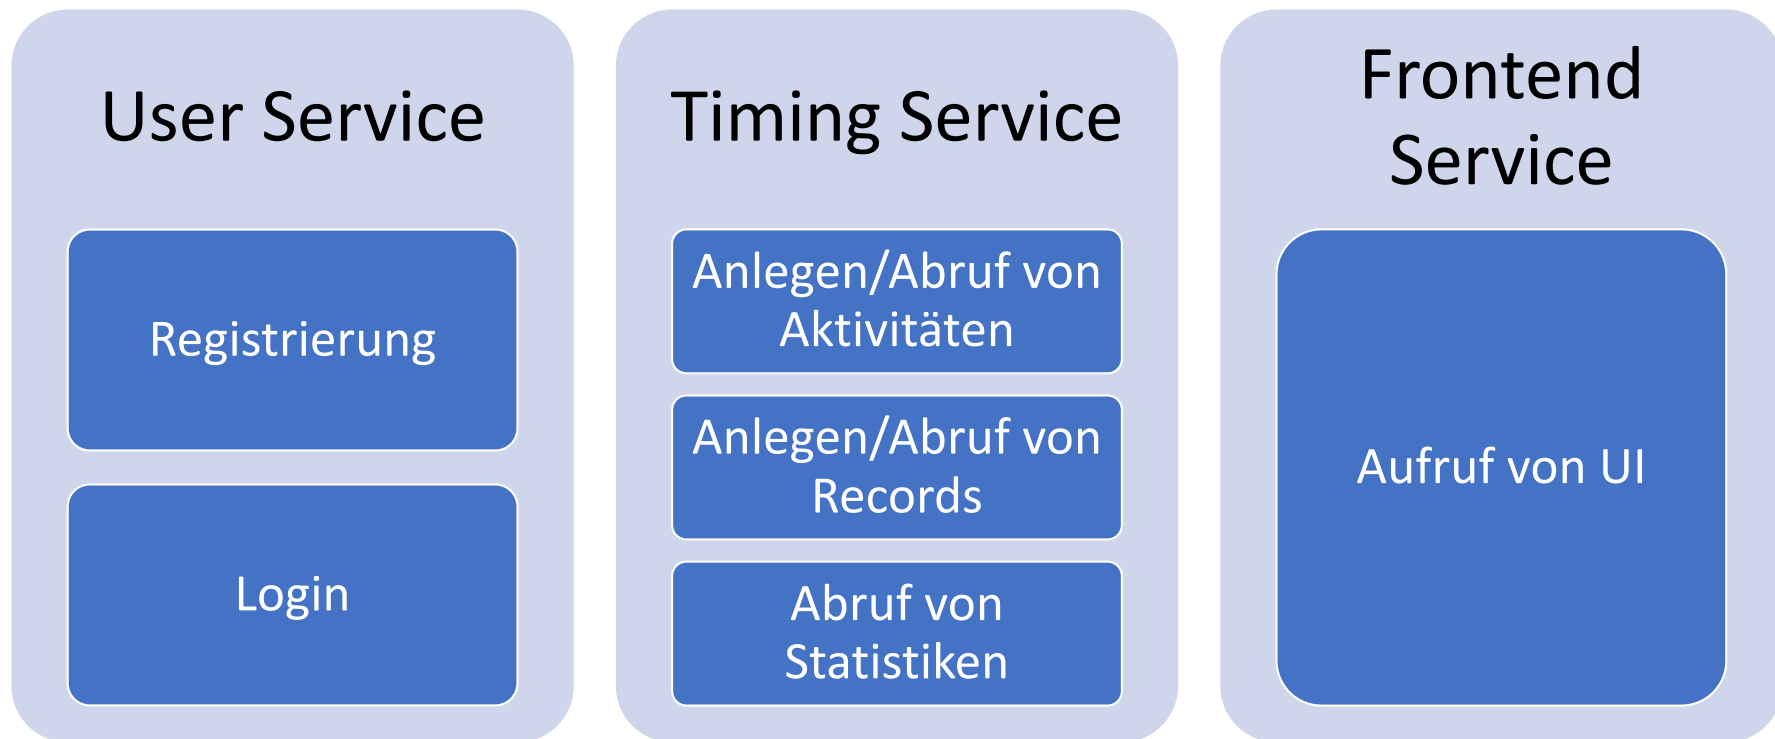 User Service
Registrierung
Login
Timing Service
Anlegen/Abruf von
Aktivitäten
Anlegen/Abruf von
Records
Abruf von
Statistiken
Frontend
Service
Aufruf von UI